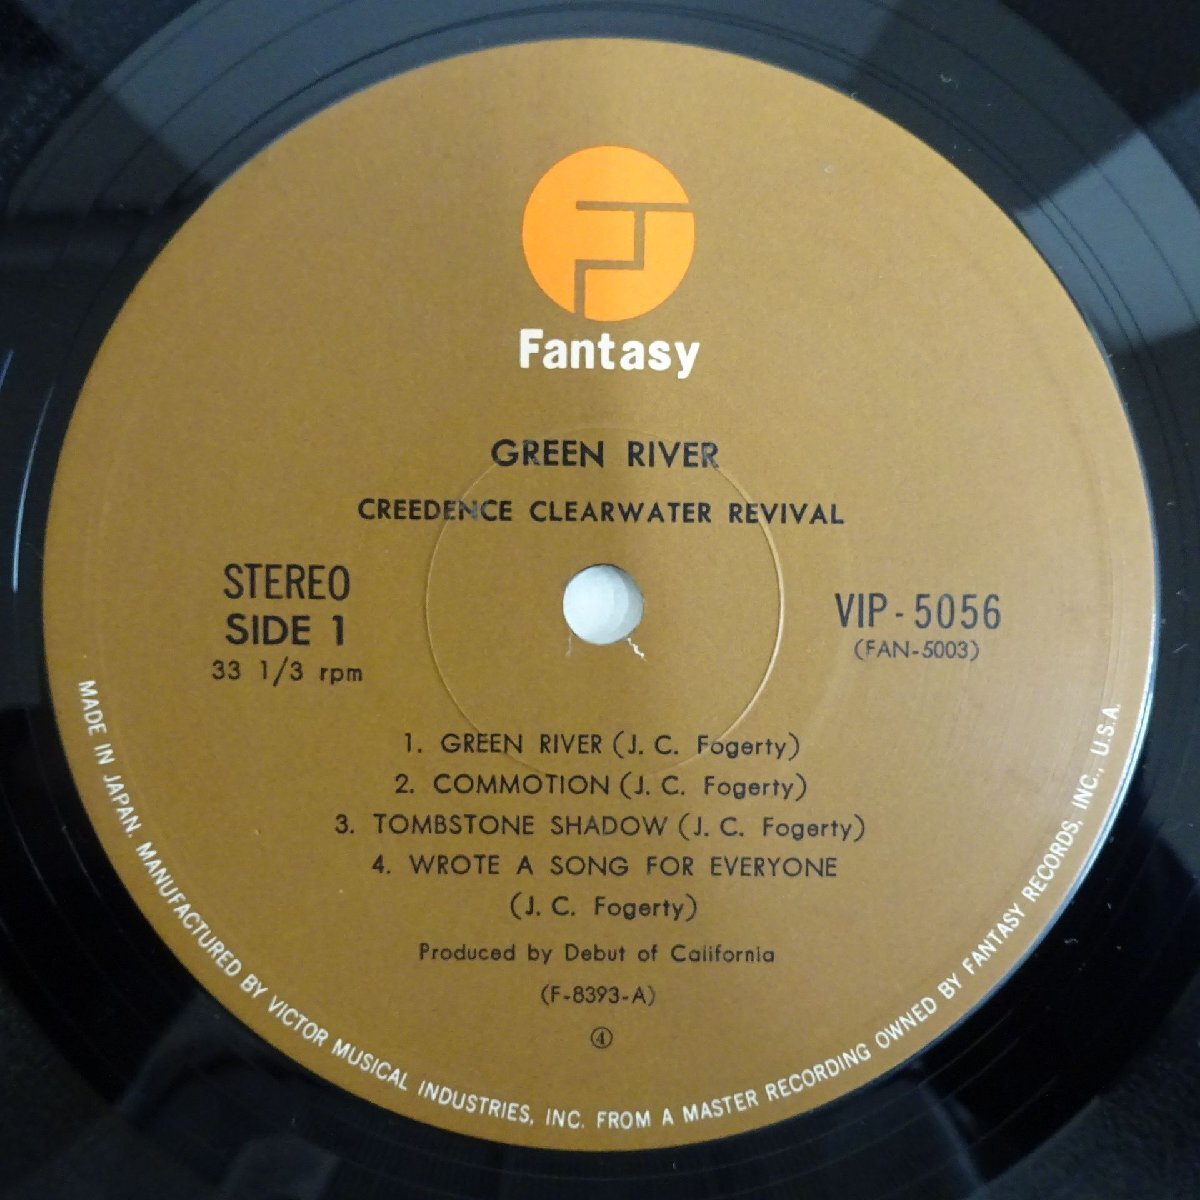 Fantasy
GREEN RIVER
CREEDENCE CLEARWATER REVIVAL
STEREO
SIDE 1
33 1/3 rpm
VIP-5056
(FAN-5003)
1. GREEN RIVER (J. C. Fogerty)
2. COMMOTION (J. C. Fogerty)
3. TOMBSTONE SHADOW (J. C. Fogerty)
4. WROTE A SONG FOR EVERYONE
(J. C. Fogerty)
Produced by Debut of California
(F-8393-A)
④
MADE IN JAPAN. MANUFACTURED BY VICTOR MUSICAL INDUSTRIES, INC. FROM A MASTER RECORDING OWNED BY FANTASY RECORDS, INC., U.S.A.